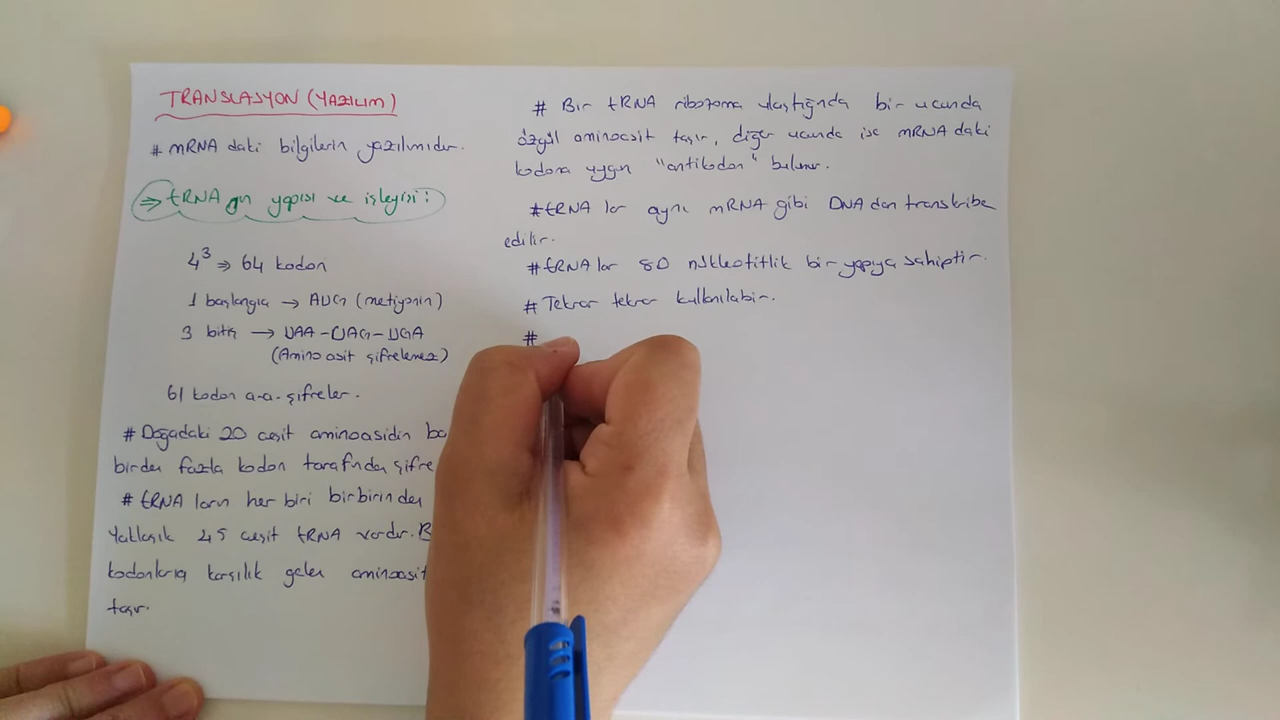 TRANSLASYON (YAZILIM)
# mRNA daki bilgilerin yazılımıdır.
⇒ tRNA ın yapısı ve işleyişi:
4³ ⇒ 64 kodon
1 başlangıç → AUG (metiyonin)
3 bitiş → UAA - UAG - UGA
(Amino asit şifrelemez)
61 kodon a.a. şifreler.
# Doğadaki 20 çeşit aminoasidin
birden fazla kodon tarafından
# tRNA ların her biri birbirinden
Yaklaşık 45 çeşit tRNA vardır.
kodonlarına karşılık gelen aminoasit
taşır.
# Bir tRNA ribozoma ulaştığında bir ucunda
özgül aminoasit taşır, diğer ucunda ise mRNA daki
kodona uygun "antikodon" bulunur.
# tRNA lar aynı mRNA gibi DNA dan transkribe
edilir.
# tRNA lar 80 nükleotitlik bir yapıya sahiptir.
# Tekrar tekrar kullanılabir.
#